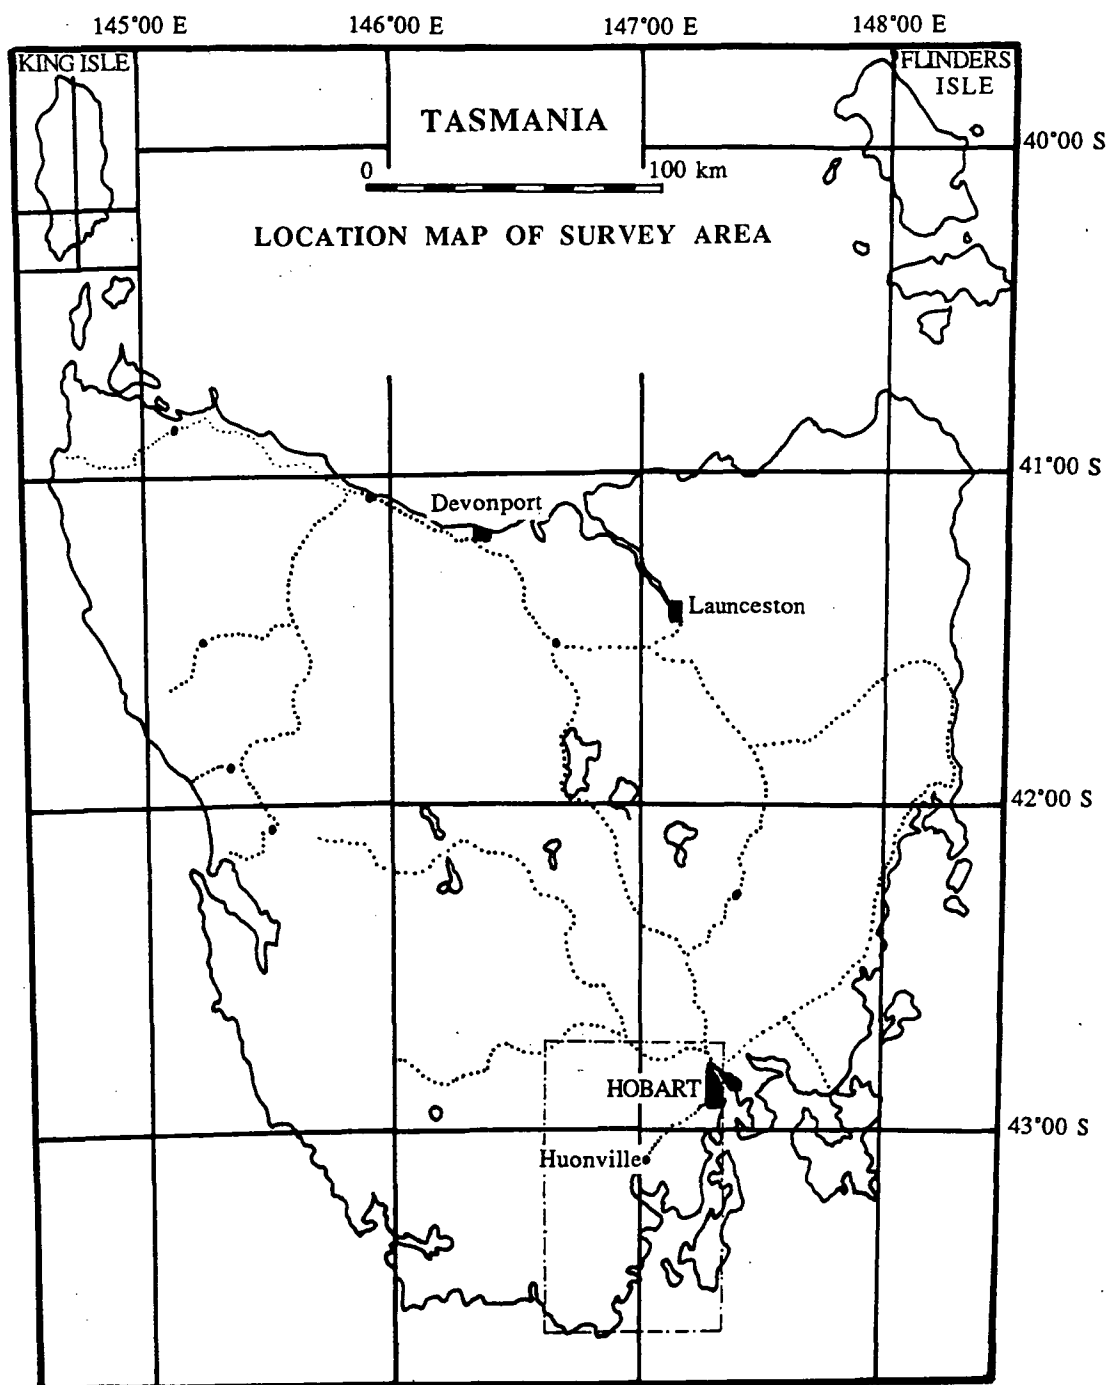 145°00 E 146°00 E 147°00 E 148°00 E
KING ISLE
FLINDERS
ISLE
TASMANIA
40°00 S
0 100 km
LOCATION MAP OF SURVEY AREA
41°00 S
Devonport
Launceston
42°00 S
HOBART
43°00 S
Huonville